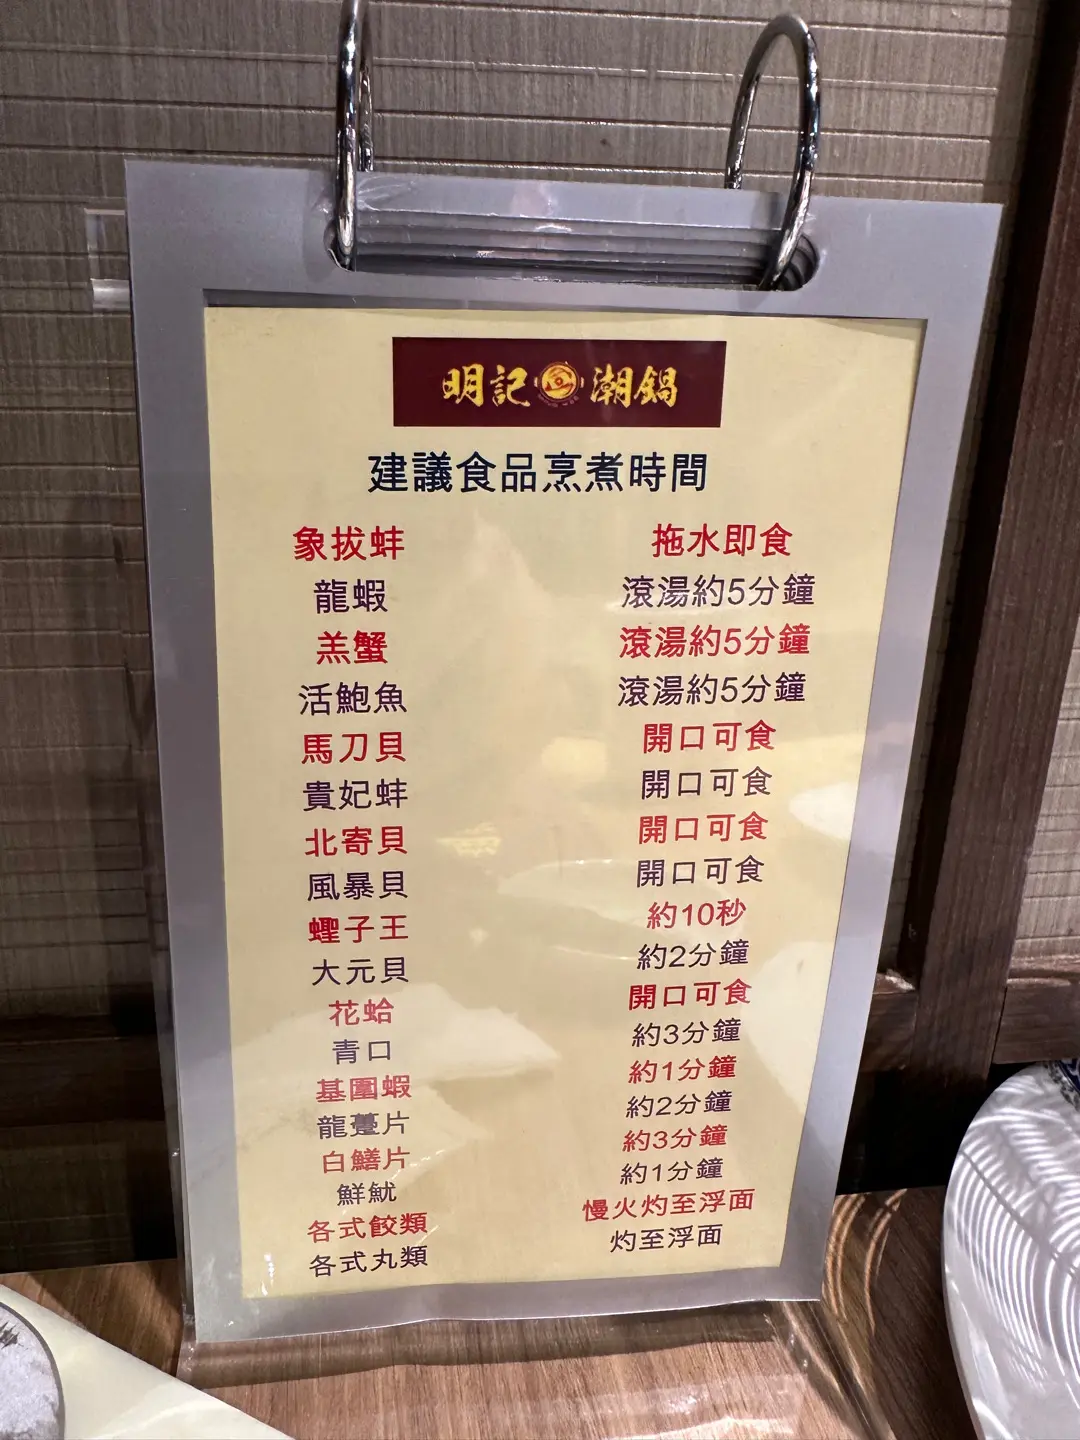 明記潮鍋
建議食品烹煮時間
象拔蚌 拖水即食
龍蝦 滾湯約5分鐘
羔蟹 滾湯約5分鐘
活鮑魚 滾湯約5分鐘
馬刀貝 開口可食
貴妃蚌 開口可食
北寄貝 開口可食
風暴貝 開口可食
蟶子王 約10秒
大元貝 約2分鐘
花蛤 開口可食
青口 約3分鐘
基圍蝦 約1分鐘
龍躉片 約2分鐘
白鱔片 約3分鐘
鮮魷 約1分鐘
各式餃類 慢火灼至浮面
各式丸類 灼至浮面